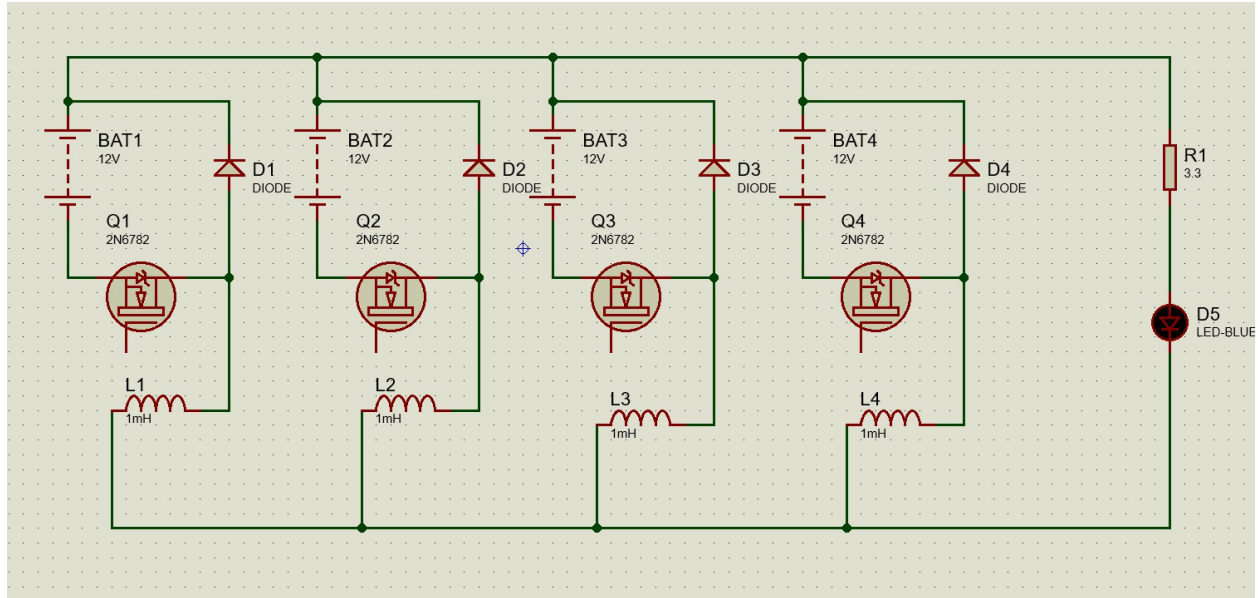 BAT1
12V
D1
DIODE
Q1
2N6782
L1
1mH
BAT2
12V
D2
DIODE
Q2
2N6782
L2
1mH
BAT3
12V
D3
DIODE
Q3
2N6782
L3
1mH
BAT4
12V
D4
DIODE
Q4
2N6782
L4
1mH
R1
3.3
D5
LED-BLUE